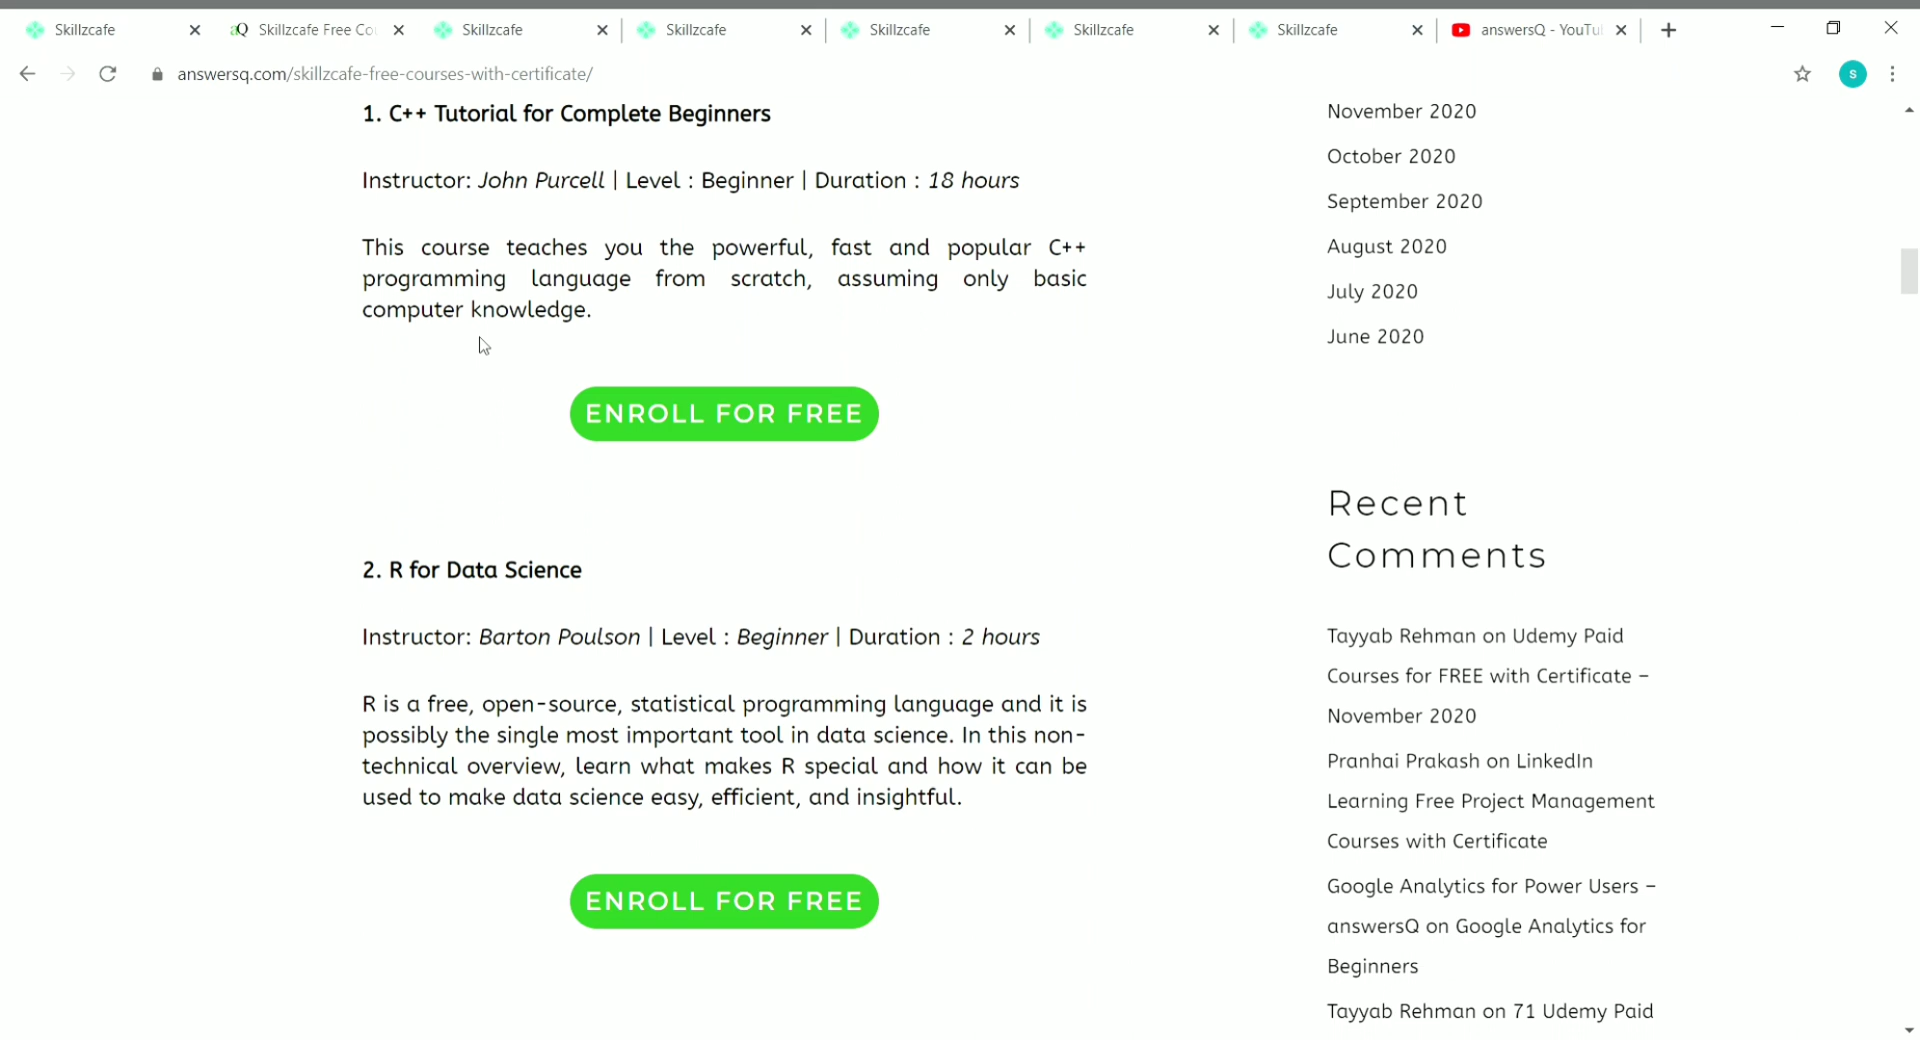 Skillzcafe
Skillzcafe Free Cou
Skillzcafe
Skillzcafe
Skillzcafe
Skillzcafe
Skillzcafe
answersQ - YouTu
answersq.com/skillzcafe-free-courses-with-certificate/
S
1. C++ Tutorial for Complete Beginners
Instructor: John Purcell | Level : Beginner | Duration : 18 hours
This course teaches you the powerful, fast and popular C++
programming language from scratch, assuming only basic
computer knowledge.
ENROLL FOR FREE
2. R for Data Science
Instructor: Barton Poulson | Level : Beginner | Duration : 2 hours
R is a free, open-source, statistical programming language and it is
possibly the single most important tool in data science. In this non-
technical overview, learn what makes R special and how it can be
used to make data science easy, efficient, and insightful.
ENROLL FOR FREE
November 2020
October 2020
September 2020
August 2020
July 2020
June 2020
Recent
Comments
Tayyab Rehman on Udemy Paid
Courses for FREE with Certificate –
November 2020
Pranhai Prakash on LinkedIn
Learning Free Project Management
Courses with Certificate
Google Analytics for Power Users –
answersQ on Google Analytics for
Beginners
Tayyab Rehman on 71 Udemy Paid